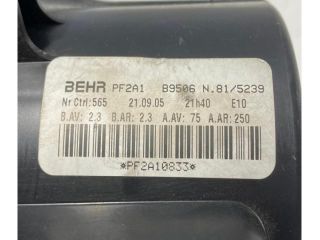 BEHR PF2A1 B9506 N.81/5239
Nr Ctrl:565 21.09.05 21h40 E10
B.AV: 2.3 B.AR: 2.3 A.AV: 75 A.AR:250
*PF2A10833*